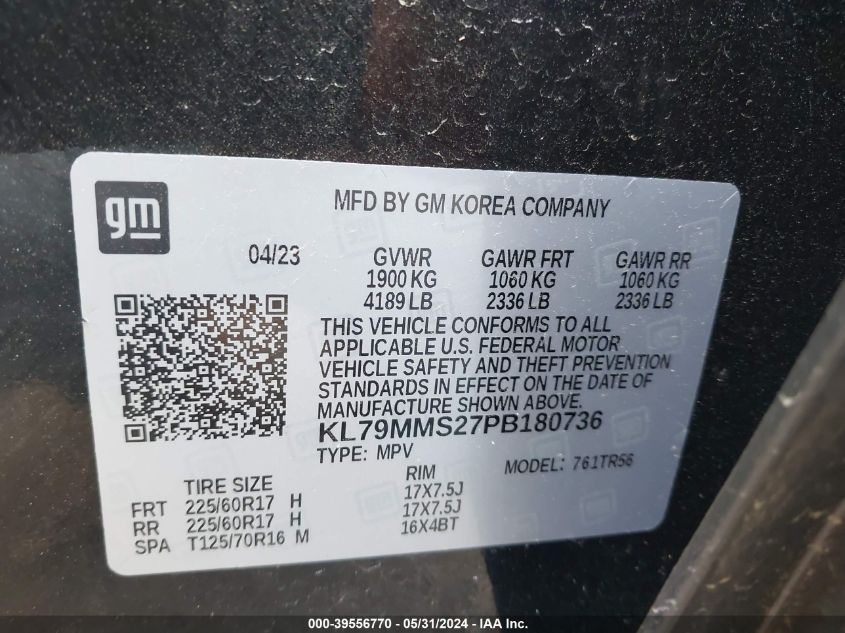 gm
MFD BY GM KOREA COMPANY
04/23 GVWR GAWR FRT GAWR RR
1900 KG 1060 KG 1060 KG
4189 LB 2336 LB 2336 LB
THIS VEHICLE CONFORMS TO ALL
APPLICABLE U.S. FEDERAL MOTOR
VEHICLE SAFETY AND THEFT PREVENTION
STANDARDS IN EFFECT ON THE DATE OF
MANUFACTURE SHOWN ABOVE.
KL79MMS27PB180736
TYPE: MPV MODEL: 761TR56
TIRE SIZE RIM
FRT 225/60R17 H 17X7.5J
RR 225/60R17 H 17X7.5J
SPA T125/70R16 M 16X4BT
000-39556770 - 05/31/2024 - IAA Inc.